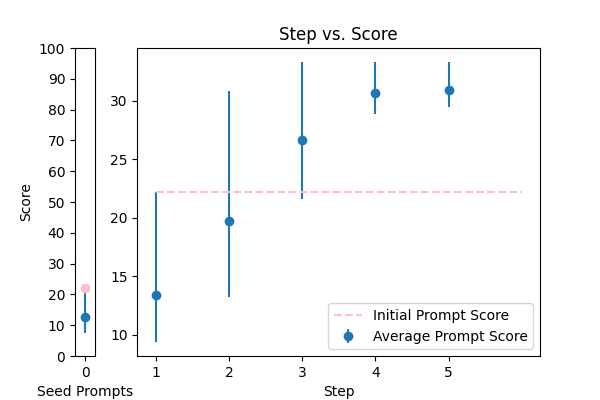 Step vs. Score
Score
100
90
80
70
60
50
40
30
20
10
0
0
Seed Prompts
30
25
20
15
10
1 2 3 4 5
Step
Initial Prompt Score
Average Prompt Score